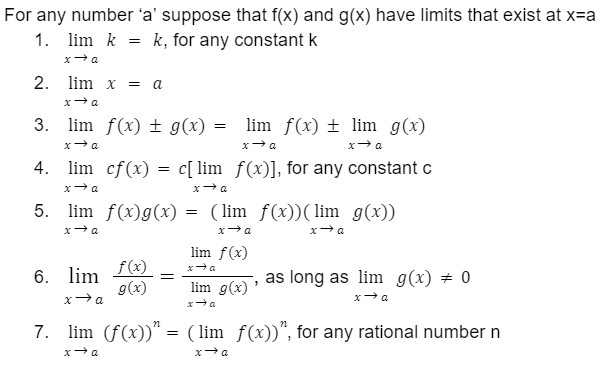 For any number ‘a’ suppose that f(x) and g(x) have limits that exist at x=a
1. lim x→a k = k, for any constant k
2. lim x→a x = a
3. lim x→a f(x) ± g(x) = lim x→a f(x) ± lim x→a g(x)
4. lim x→a cf(x) = c[ lim x→a f(x)], for any constant c
5. lim x→a f(x)g(x) = ( lim x→a f(x))( lim x→a g(x))
6. lim x→a f(x)/g(x) = lim x→a f(x) / lim x→a g(x), as long as lim x→a g(x) ≠ 0
7. lim x→a (f(x))ⁿ = ( lim x→a f(x))ⁿ, for any rational number n